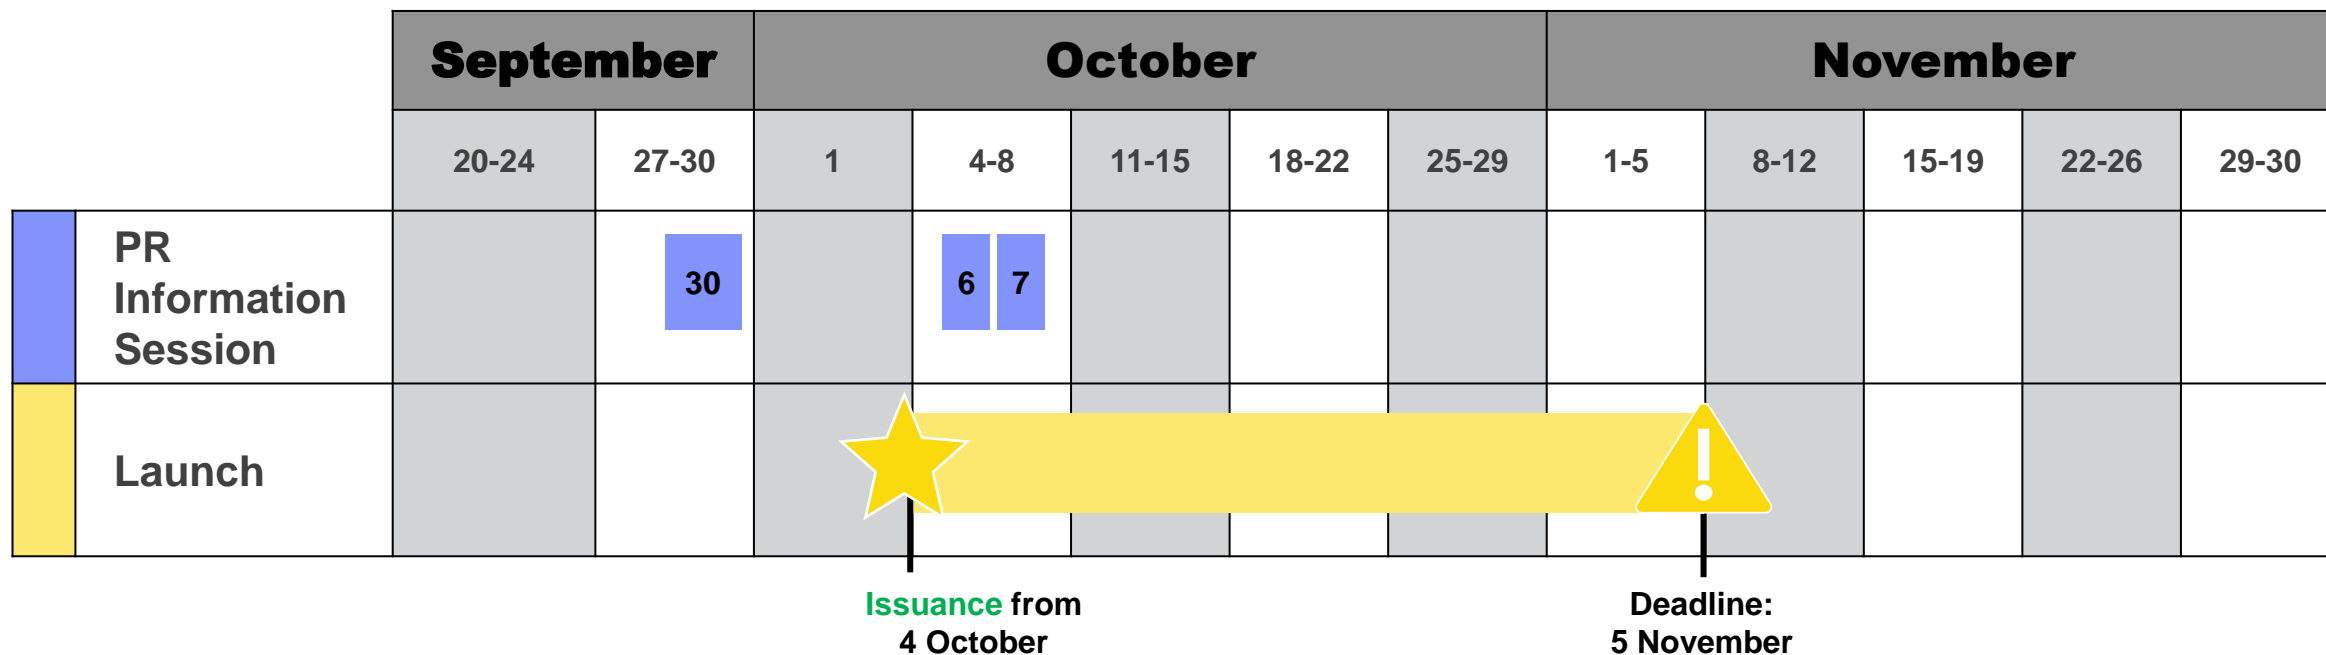 September October November
20-24 27-30 1 4-8 11-15 18-22 25-29 1-5 8-12 15-19 22-26 29-30
PR
Information
Session
30 6 7
Launch
!
Issuance from
4 October
Deadline:
5 November